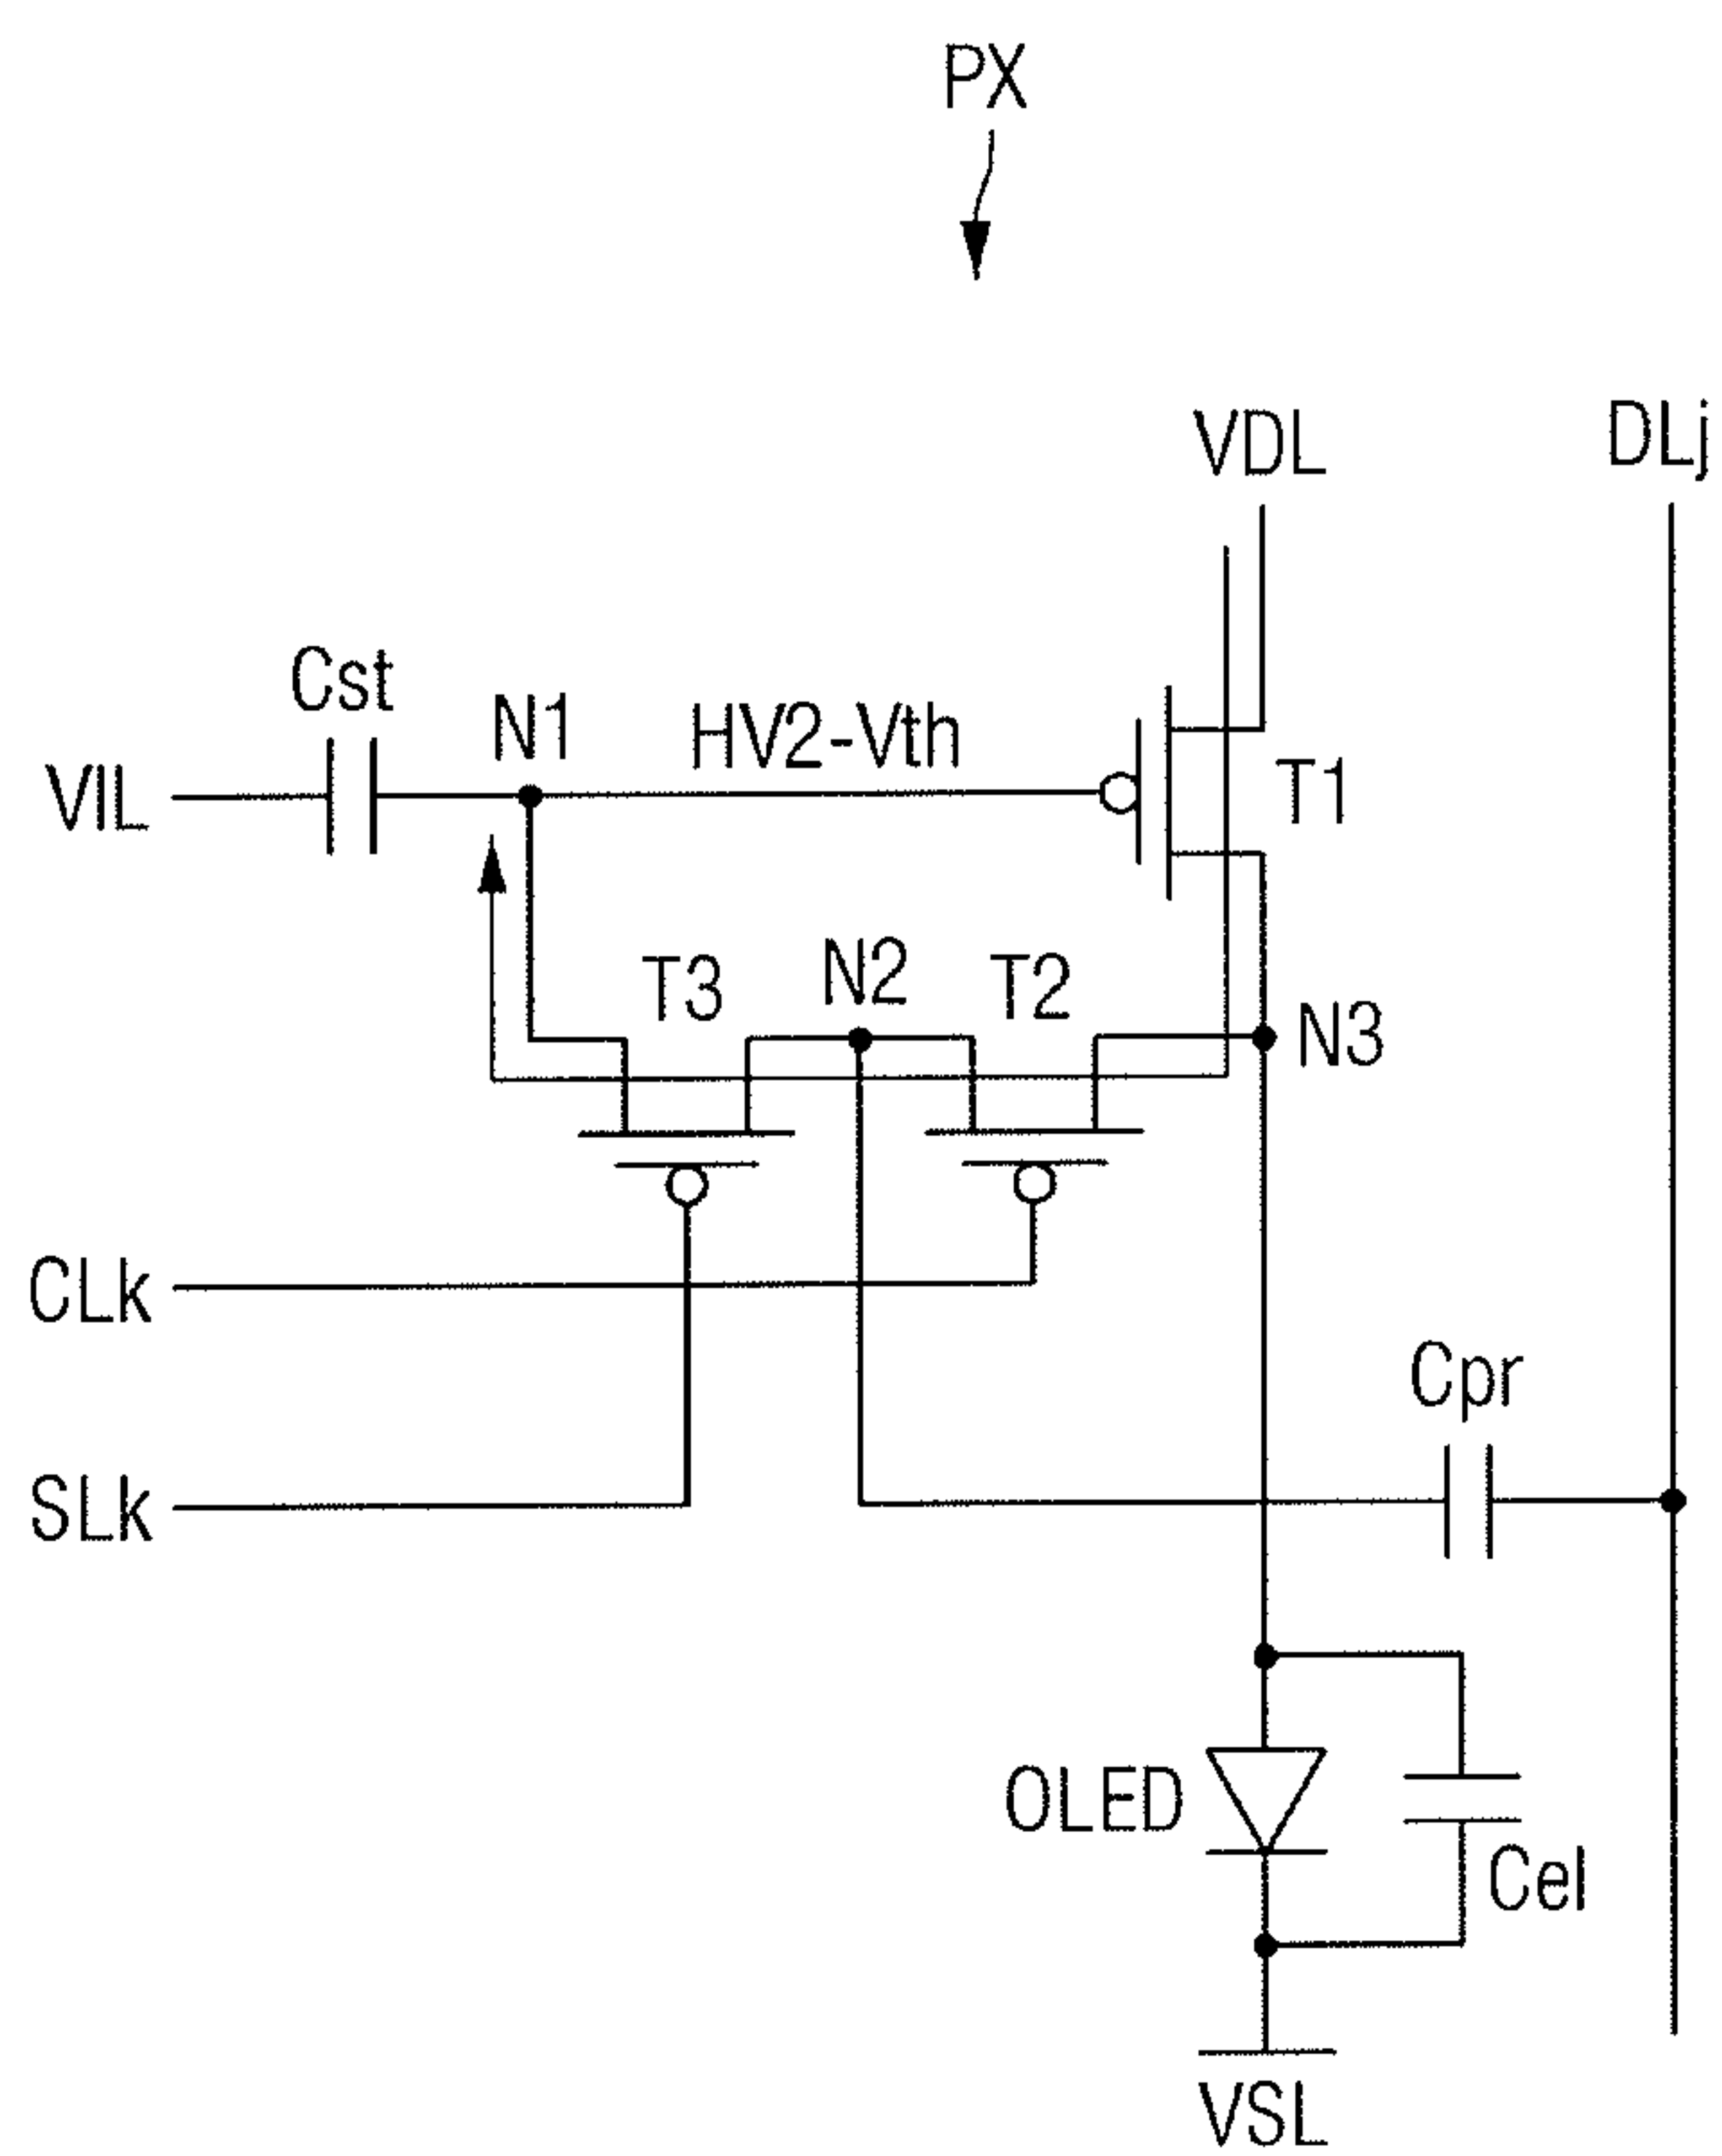 PX
VDL
DLj
Cst
N1
HV2-Vth
VIL
T1
T3
N2
T2
N3
CLk
Cpr
SLk
OLED
Cel
VSL